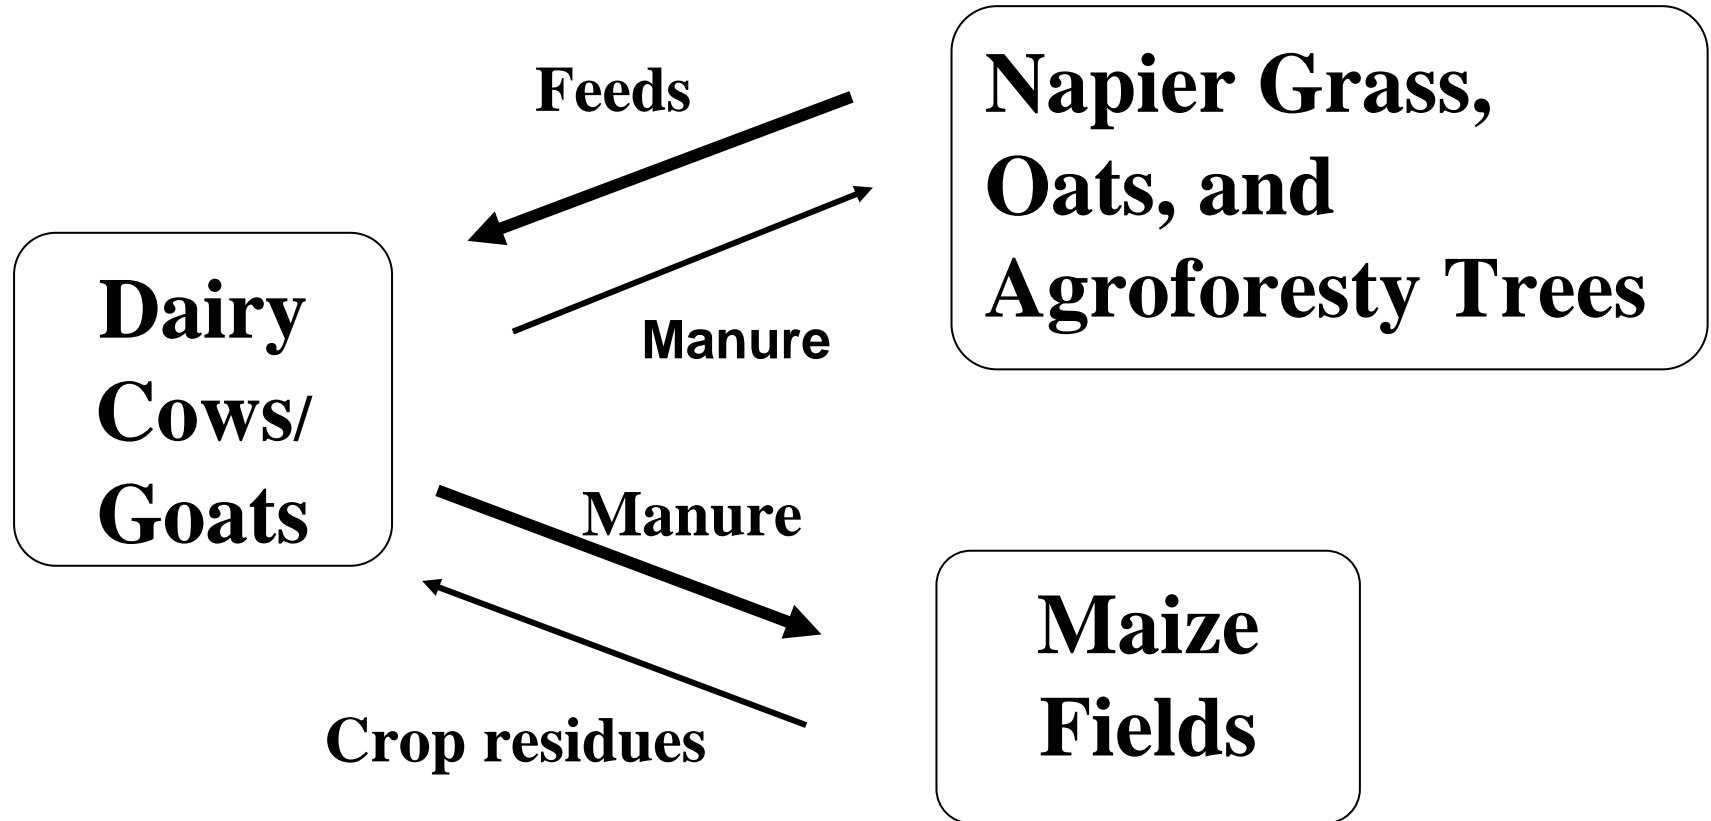 Feeds
Napier Grass,
Oats, and
Agroforesty Trees
Manure
Dairy
Cows/
Goats
Manure
Crop residues
Maize
Fields